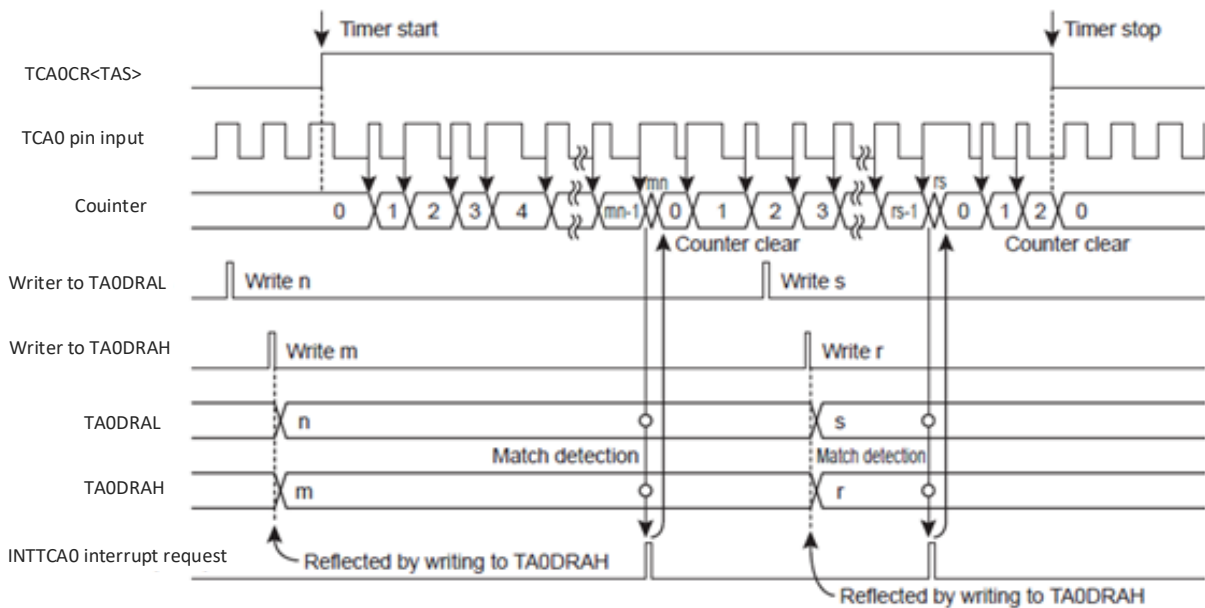 Timer start
Timer stop
TCA0CR<TAS>
TCA0 pin input
Couinter
0 1 2 3 4 mn-1 mn 0 1 2 3 rs-1 rs 0 1 2 0
Counter clear
Counter clear
Writer to TA0DRAL
Write n
Write s
Writer to TA0DRAH
Write m
Write r
TA0DRAL
n
s
Match detection
Match detection
TA0DRAH
m
r
INTTCA0 interrupt request
Reflected by writing to TA0DRAH
Reflected by writing to TA0DRAH